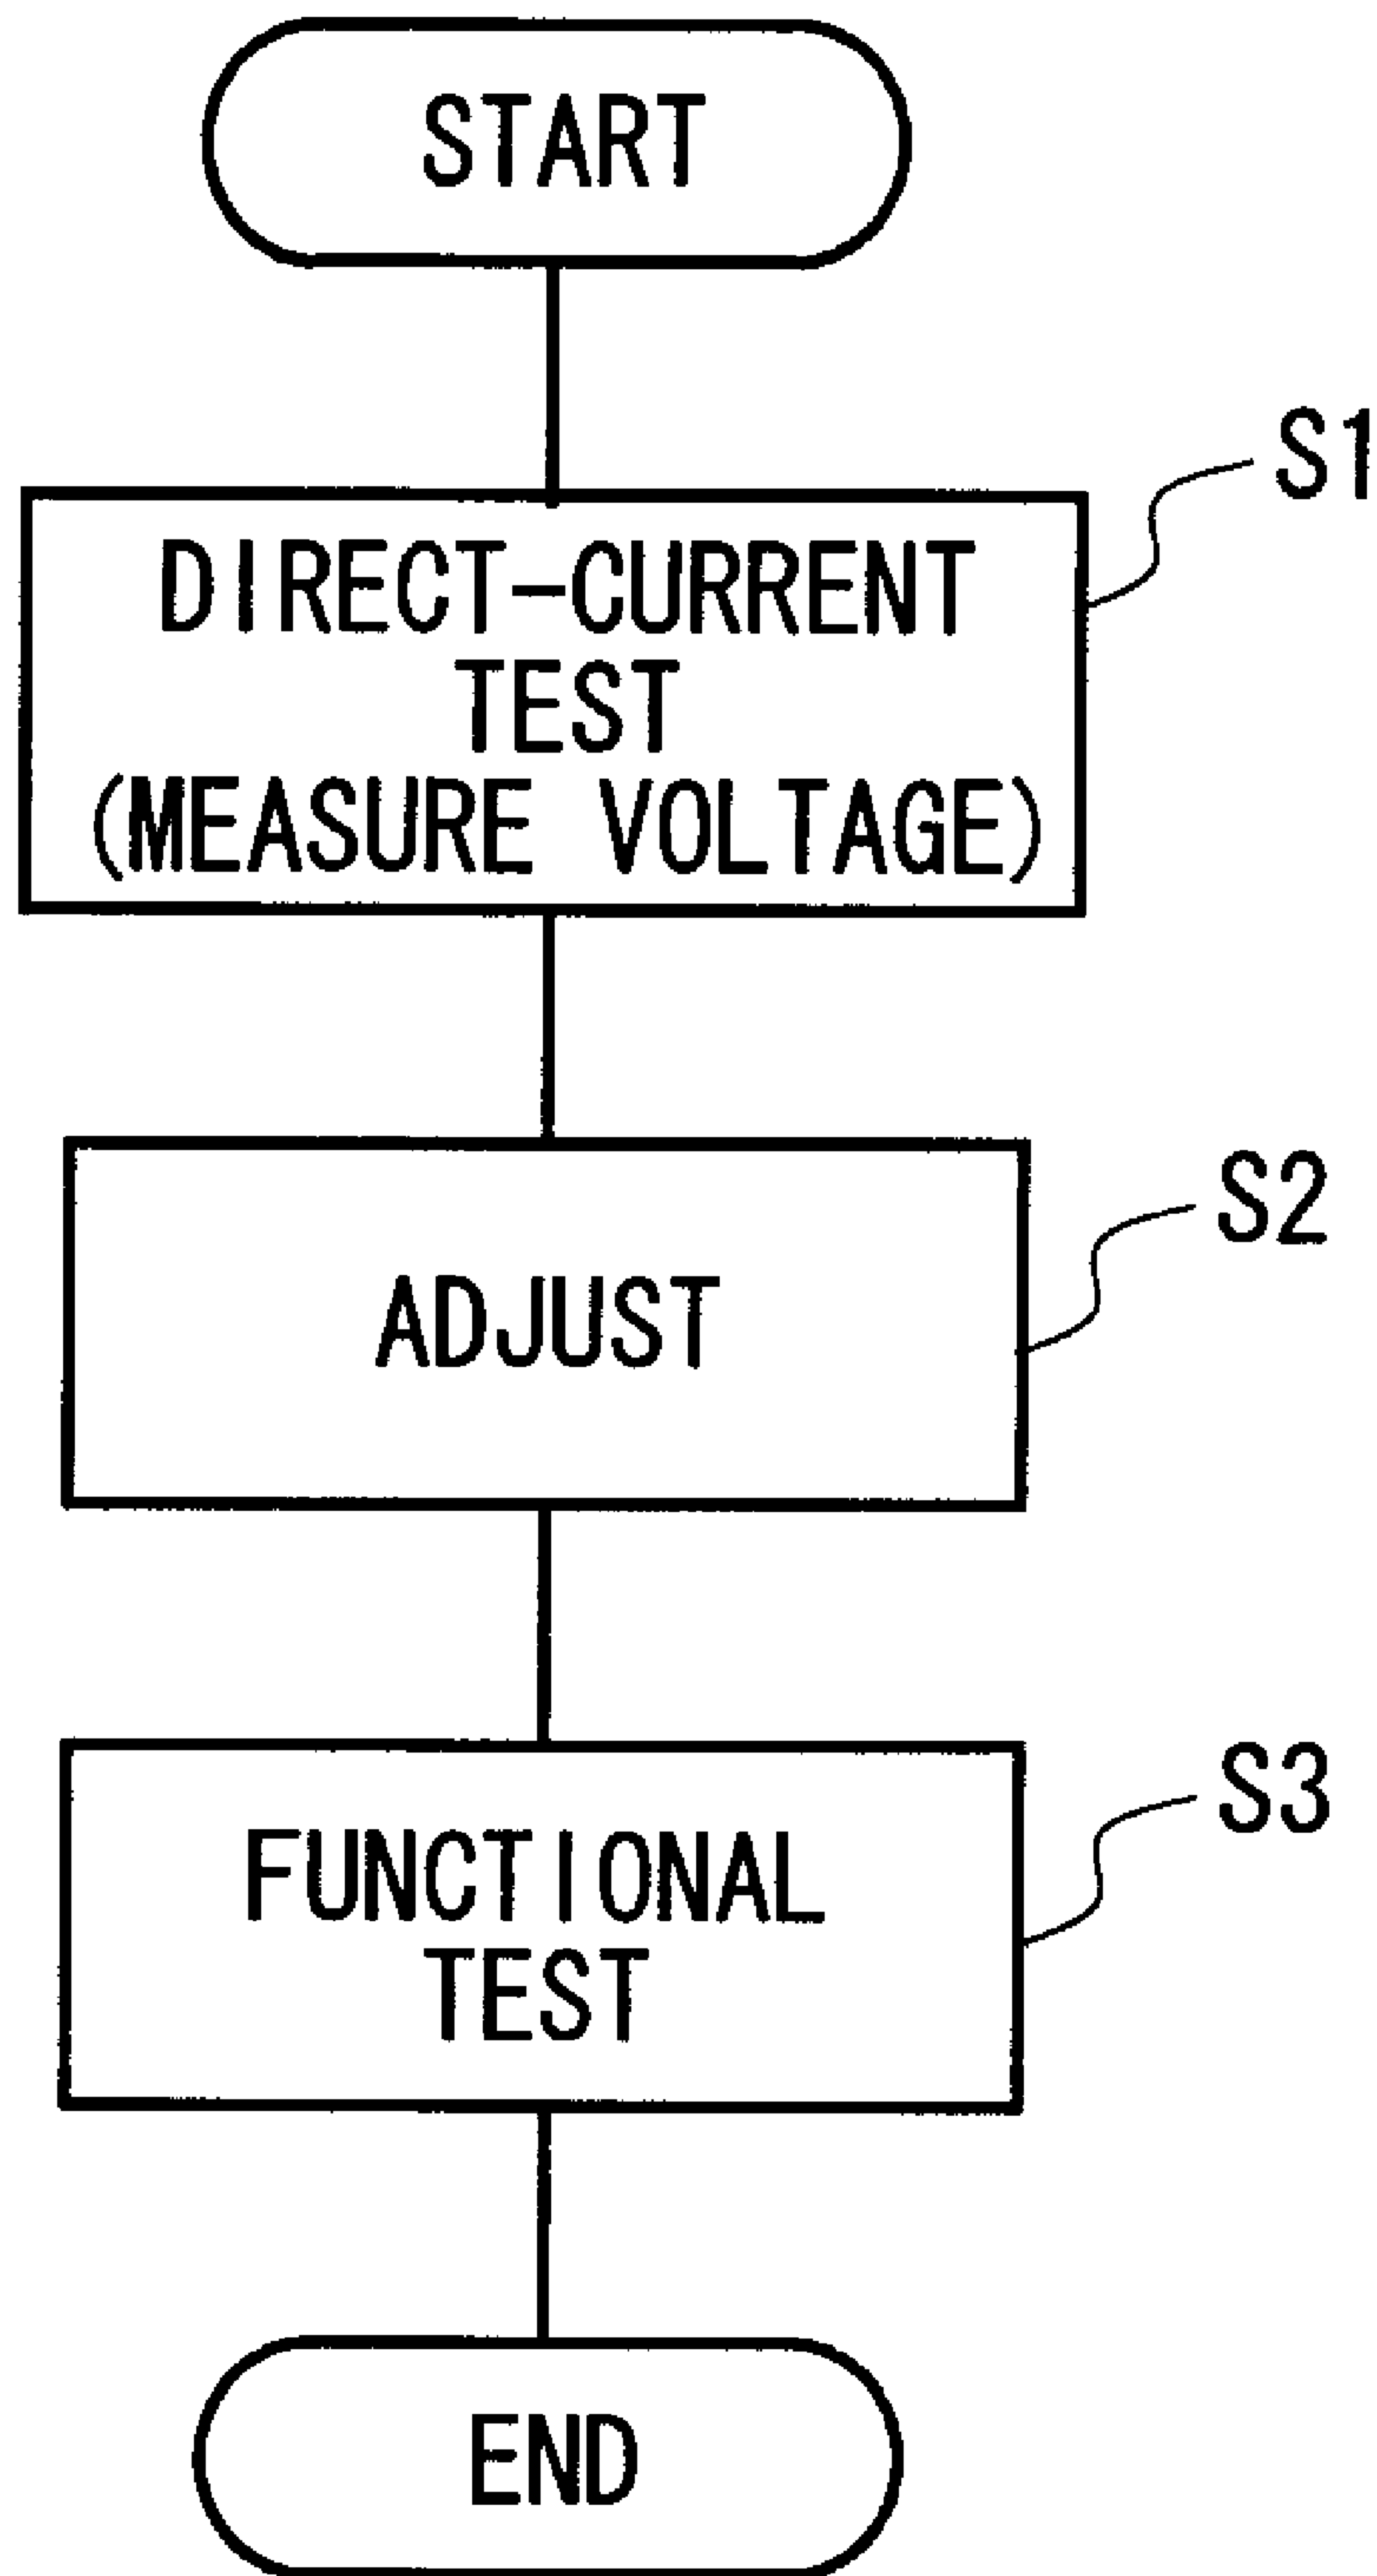 START
S1
DIRECT-CURRENT
TEST
(MEASURE VOLTAGE)
S2
ADJUST
S3
FUNCTIONAL
TEST
END